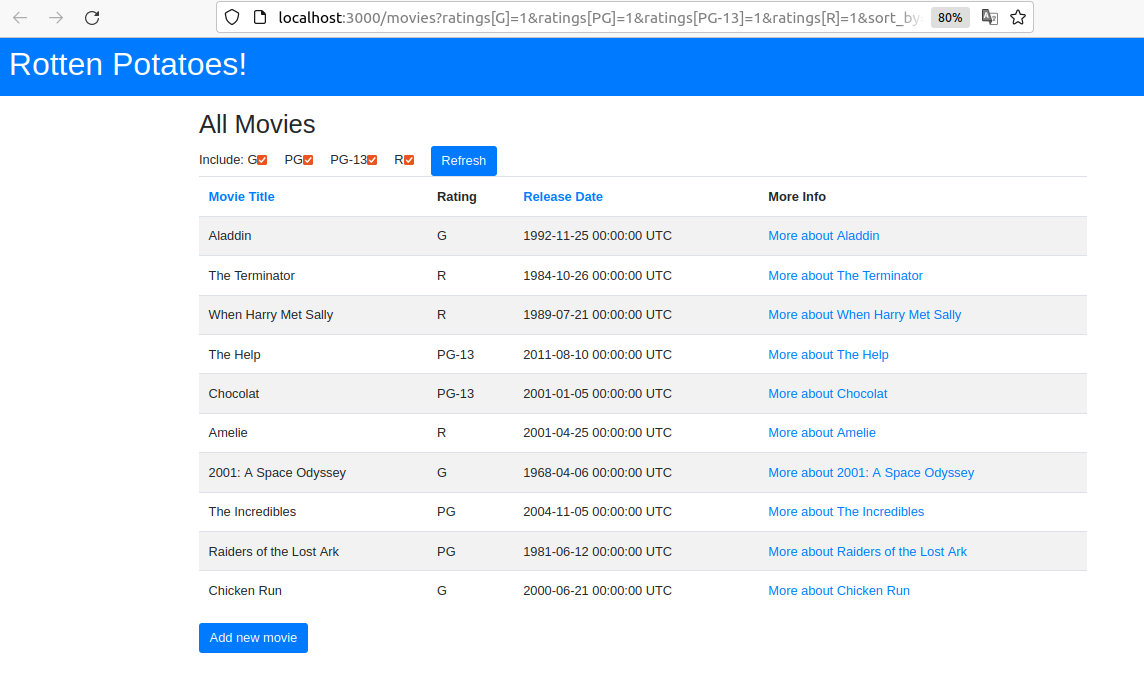 localhost:3000/movies?ratings[G]=1&ratings[PG]=1&ratings[PG-13]=1&ratings[R]=1&sort_by 80%
Rotten Potatoes!
All Movies
Include: G PG PG-13 R Refresh
Movie Title Rating Release Date More Info
Aladdin G 1992-11-25 00:00:00 UTC More about Aladdin
The Terminator R 1984-10-26 00:00:00 UTC More about The Terminator
When Harry Met Sally R 1989-07-21 00:00:00 UTC More about When Harry Met Sally
The Help PG-13 2011-08-10 00:00:00 UTC More about The Help
Chocolat PG-13 2001-01-05 00:00:00 UTC More about Chocolat
Amelie R 2001-04-25 00:00:00 UTC More about Amelie
2001: A Space Odyssey G 1968-04-06 00:00:00 UTC More about 2001: A Space Odyssey
The Incredibles PG 2004-11-05 00:00:00 UTC More about The Incredibles
Raiders of the Lost Ark PG 1981-06-12 00:00:00 UTC More about Raiders of the Lost Ark
Chicken Run G 2000-06-21 00:00:00 UTC More about Chicken Run
Add new movie